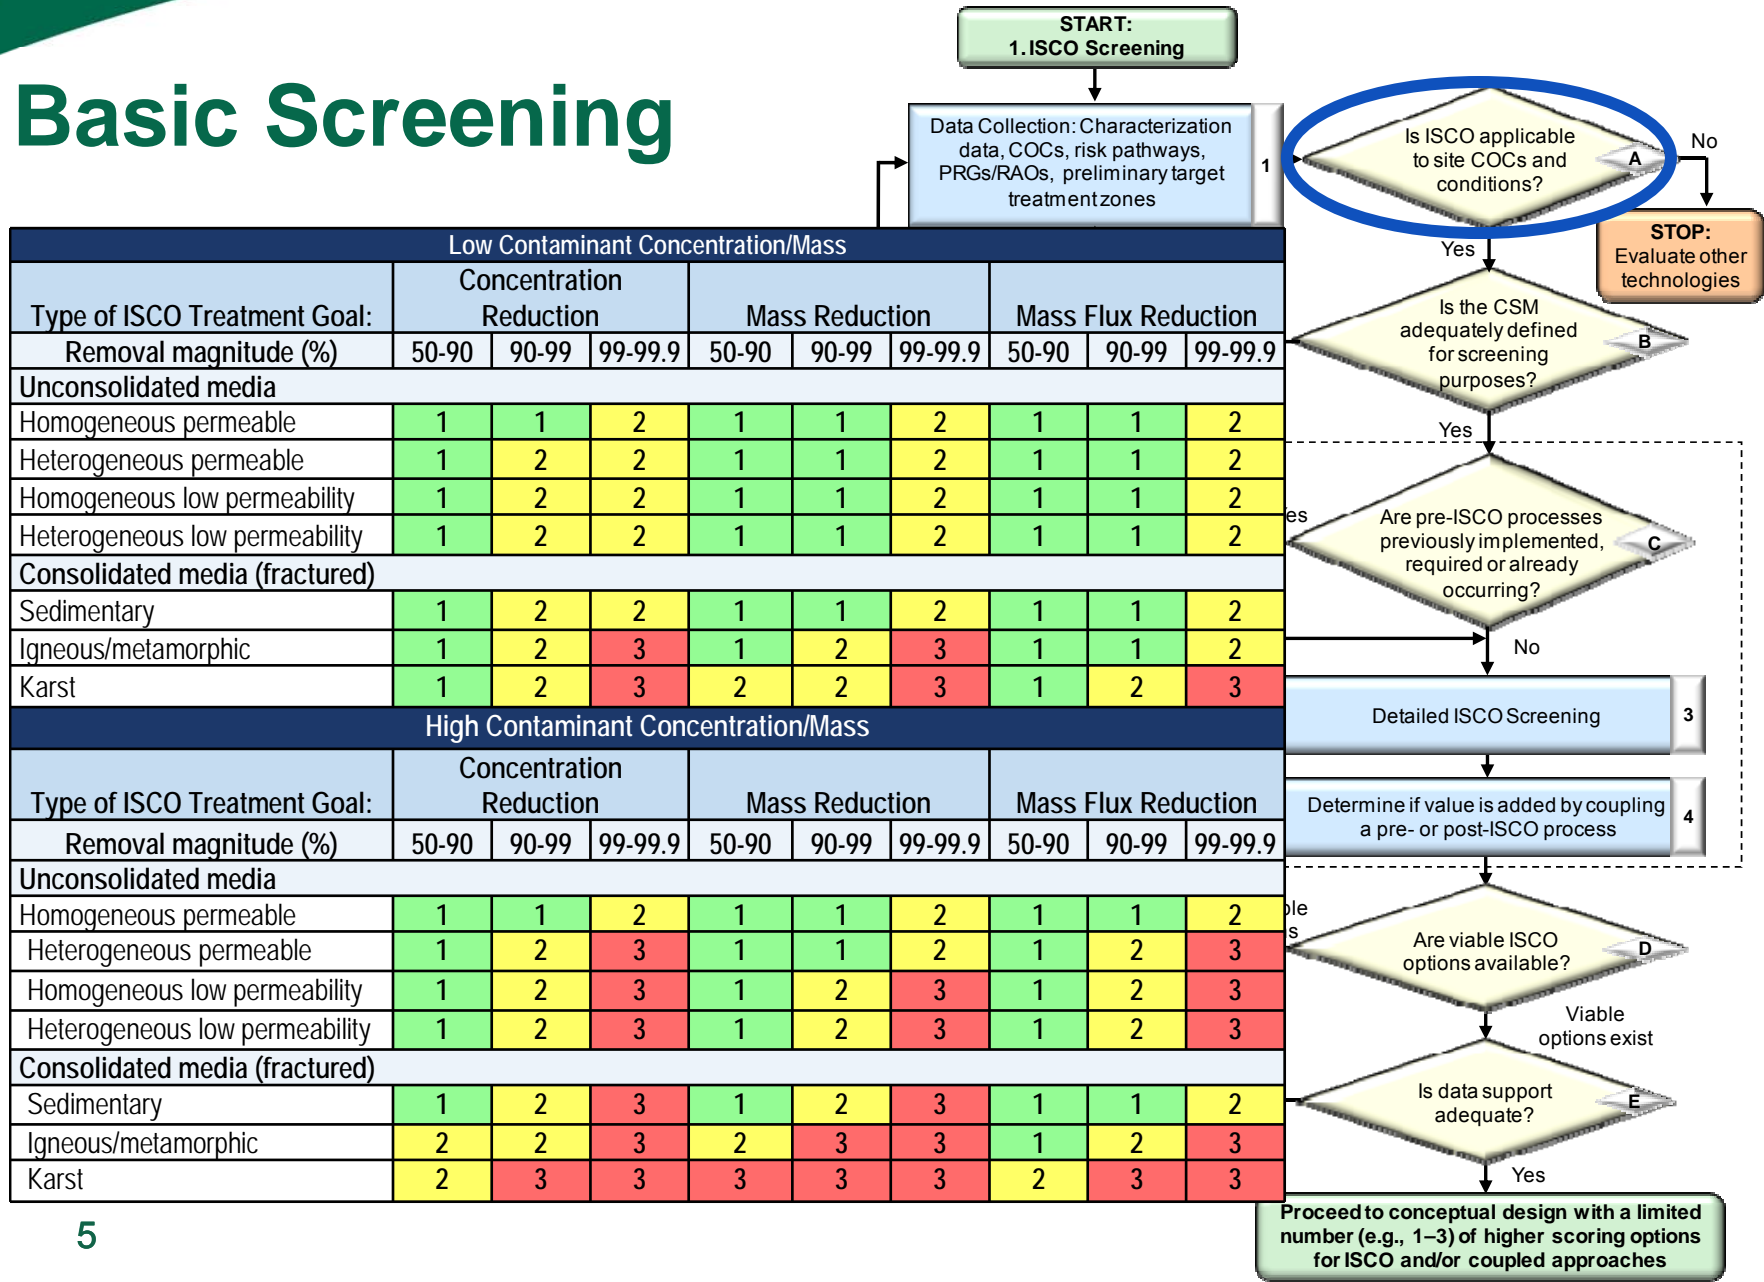 Basic Screening
START:
1. ISCO Screening
Data Collection: Characterization
data, COCs, risk pathways,
PRGs/RAOs, preliminary target
treatment zones
1
Is ISCO applicable
to site COCs and
conditions?
A
No
STOP:
Evaluate other
technologies
Yes
Is the CSM
adequately defined
for screening
purposes?
B
Yes
Are pre-ISCO processes
previously implemented,
required or already
occurring?
C
No
Detailed ISCO Screening
3
Determine if value is added by coupling
a pre- or post-ISCO process
4
Are viable ISCO
options available?
D
Viable
options exist
Is data support
adequate?
E
Yes
Proceed to conceptual design with a limited
number (e.g., 1–3) of higher scoring options
for ISCO and/or coupled approaches
Low Contaminant Concentration/Mass
Type of ISCO Treatment Goal: Concentration Reduction Mass Reduction Mass Flux Reduction
Removal magnitude (%) 50-90 90-99 99-99.9 50-90 90-99 99-99.9 50-90 90-99 99-99.9
Unconsolidated media
Homogeneous permeable 1 1 2 1 1 2 1 1 2
Heterogeneous permeable 1 2 2 1 1 2 1 1 2
Homogeneous low permeability 1 2 2 1 1 2 1 1 2
Heterogeneous low permeability 1 2 2 1 1 2 1 1 2
Consolidated media (fractured)
Sedimentary 1 2 2 1 1 2 1 1 2
Igneous/metamorphic 1 2 3 1 2 3 1 1 2
Karst 1 2 3 2 2 3 1 2 3
High Contaminant Concentration/Mass
Type of ISCO Treatment Goal: Concentration Reduction Mass Reduction Mass Flux Reduction
Removal magnitude (%) 50-90 90-99 99-99.9 50-90 90-99 99-99.9 50-90 90-99 99-99.9
Unconsolidated media
Homogeneous permeable 1 1 2 1 1 2 1 1 2
Heterogeneous permeable 1 2 3 1 1 2 1 2 3
Homogeneous low permeability 1 2 3 1 2 3 1 2 3
Heterogeneous low permeability 1 2 3 1 2 3 1 2 3
Consolidated media (fractured)
Sedimentary 1 2 3 1 2 3 1 1 2
Igneous/metamorphic 2 2 3 2 3 3 1 2 3
Karst 2 3 3 3 3 3 2 3 3
5